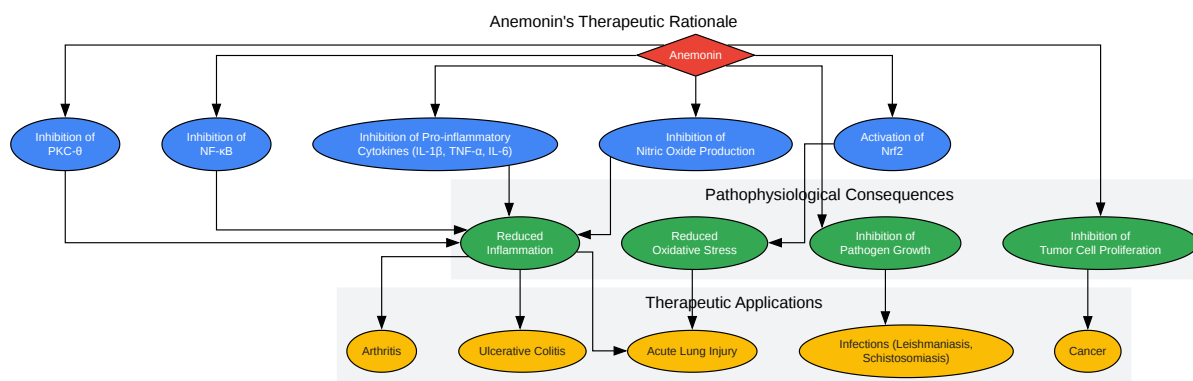 Anemonin's Therapeutic Rationale
Anemonin
Inhibition of
PKC-θ
Inhibition of
NF-κB
Inhibition of Pro-inflammatory
Cytokines (IL-1β, TNF-α, IL-6)
Inhibition of
Nitric Oxide Production
Activation of
Nrf2
Pathophysiological Consequences
Reduced
Inflammation
Reduced
Oxidative Stress
Inhibition of
Pathogen Growth
Inhibition of
Tumor Cell Proliferation
Therapeutic Applications
Arthritis
Ulcerative Colitis
Acute Lung Injury
Infections (Leishmaniasis,
Schistosomiasis)
Cancer